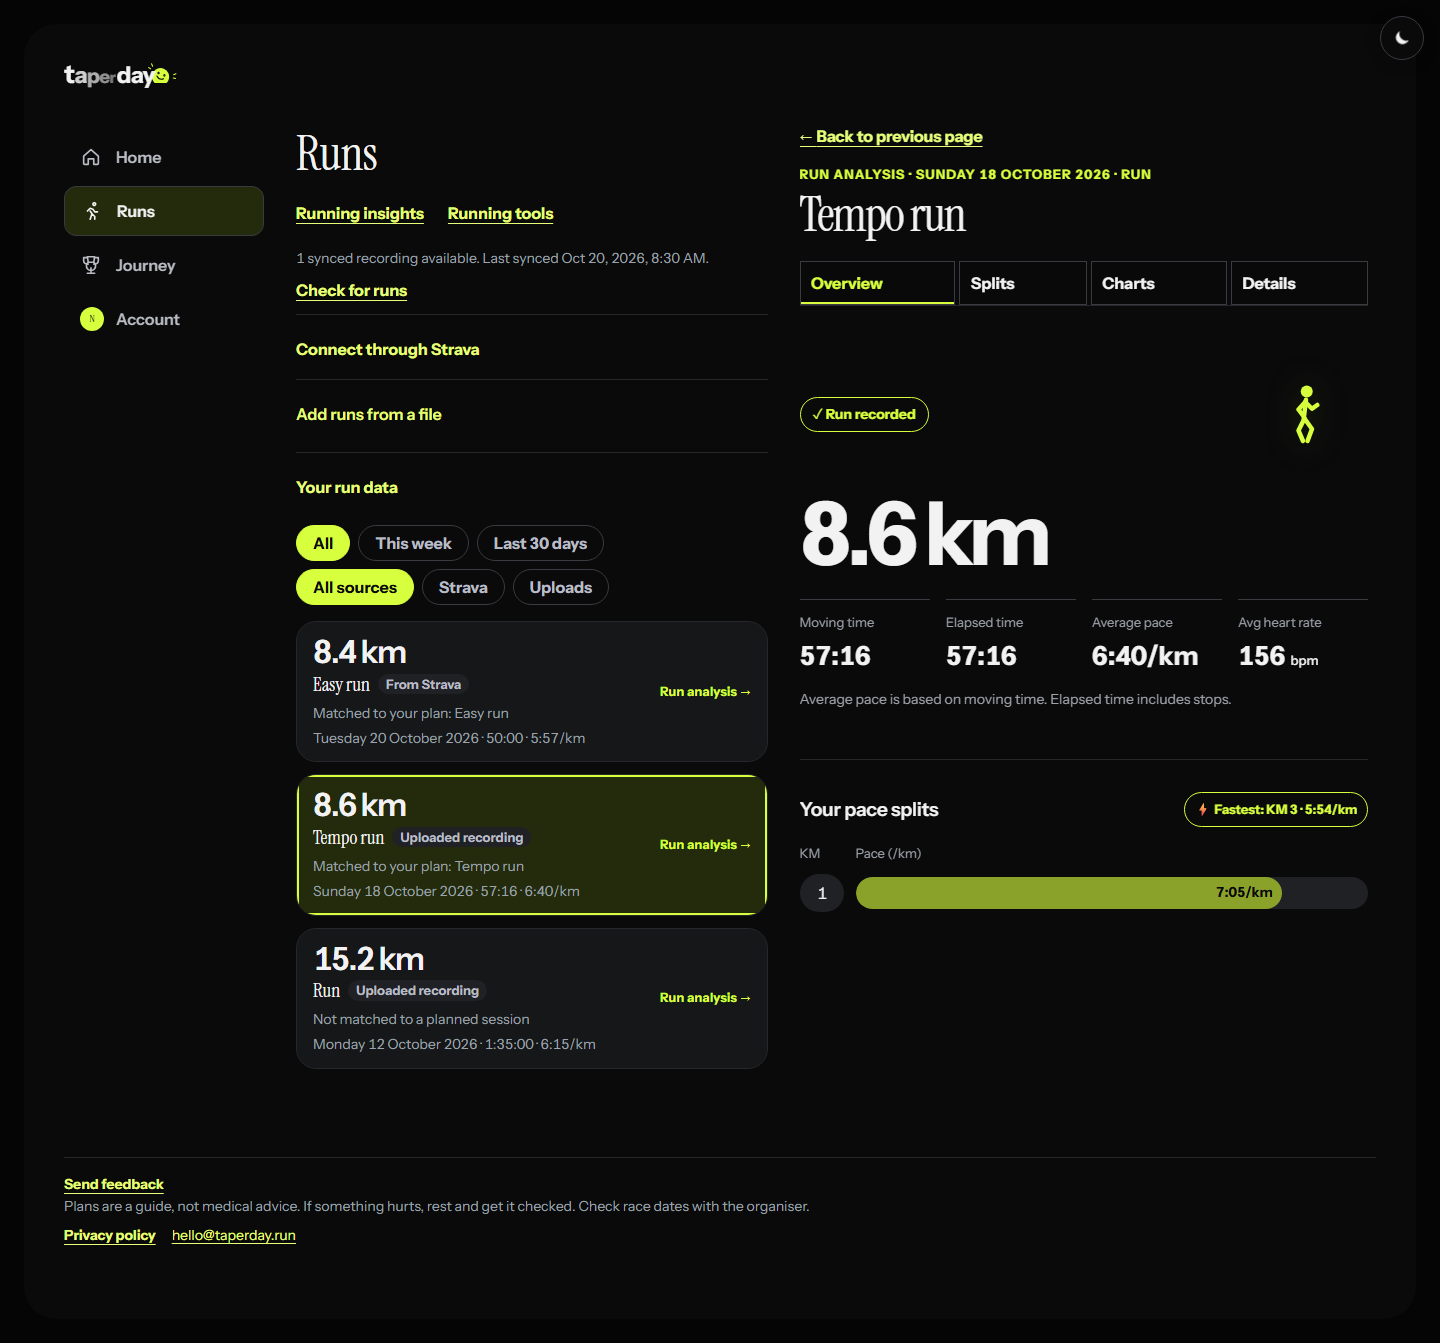 taperday
Home
Runs
Journey
N
Account
Runs
Running insights
Running tools
1 synced recording available. Last synced Oct 20, 2026, 8:30 AM.
Check for runs
Connect through Strava
Add runs from a file
Your run data
All
This week
Last 30 days
All sources
Strava
Uploads
8.4 km
Easy run
From Strava
Run analysis →
Matched to your plan: Easy run
Tuesday 20 October 2026 · 50:00 · 5:57/km
8.6 km
Tempo run
Uploaded recording
Run analysis →
Matched to your plan: Tempo run
Sunday 18 October 2026 · 57:16 · 6:40/km
15.2 km
Run
Uploaded recording
Run analysis →
Not matched to a planned session
Monday 12 October 2026 · 1:35:00 · 6:15/km
← Back to previous page
RUN ANALYSIS · SUNDAY 18 OCTOBER 2026 · RUN
Tempo run
Overview
Splits
Charts
Details
✓ Run recorded
8.6 km
Moving time
57:16
Elapsed time
57:16
Average pace
6:40/km
Avg heart rate
156 bpm
Average pace is based on moving time. Elapsed time includes stops.
Your pace splits
Fastest: KM 3 · 5:54/km
KM
Pace (/km)
1
7:05/km
Send feedback
Plans are a guide, not medical advice. If something hurts, rest and get it checked. Check race dates with the organiser.
Privacy policy
hello@taperday.run